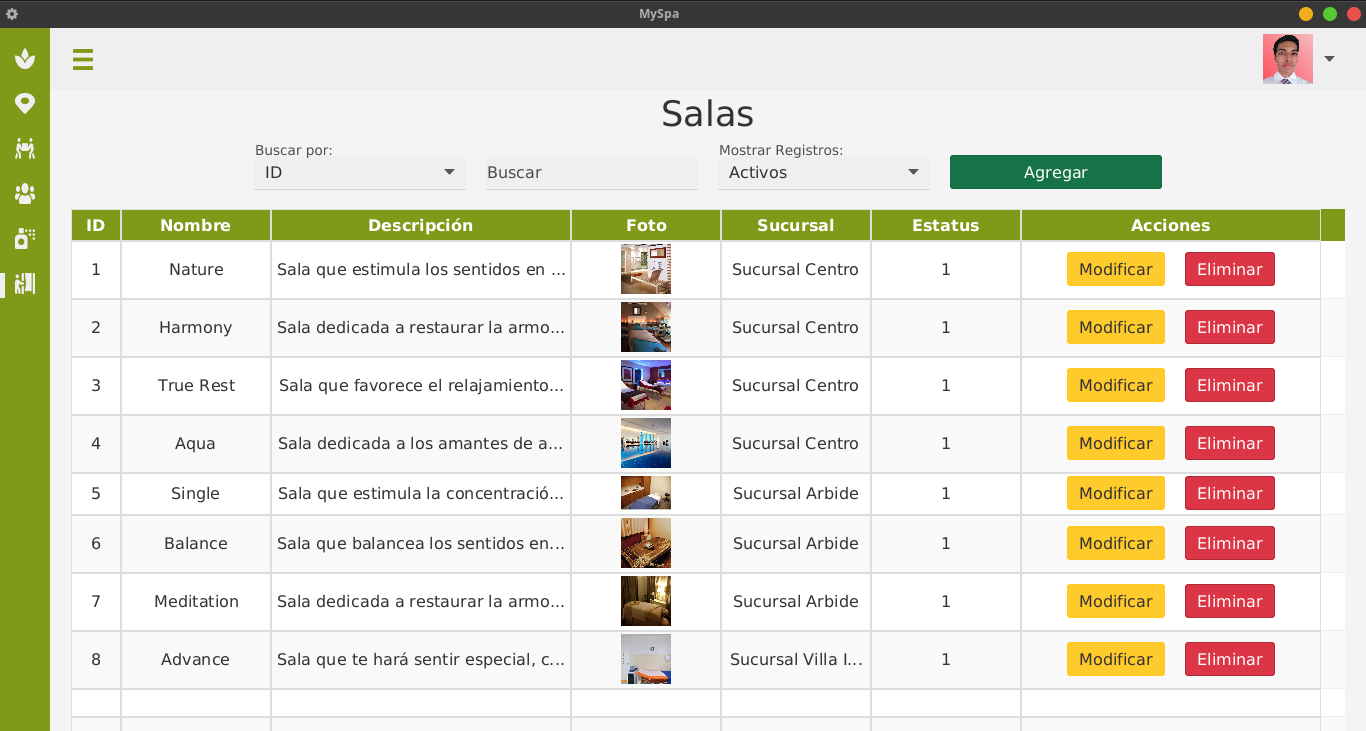 MySpa
Salas
Buscar por:
Mostrar Registros:
ID
Buscar
Activos
Agregar
ID Nombre Descripción Foto Sucursal Estatus Acciones
1 Nature Sala que estimula los sentidos en ... Sucursal Centro 1 Modificar Eliminar
2 Harmony Sala dedicada a restaurar la armo... Sucursal Centro 1 Modificar Eliminar
3 True Rest Sala que favorece el relajamiento... Sucursal Centro 1 Modificar Eliminar
4 Aqua Sala dedicada a los amantes de a... Sucursal Centro 1 Modificar Eliminar
5 Single Sala que estimula la concentració... Sucursal Arbide 1 Modificar Eliminar
6 Balance Sala que balancea los sentidos en... Sucursal Arbide 1 Modificar Eliminar
7 Meditation Sala dedicada a restaurar la armo... Sucursal Arbide 1 Modificar Eliminar
8 Advance Sala que te hará sentir especial, c... Sucursal Villa I... 1 Modificar Eliminar